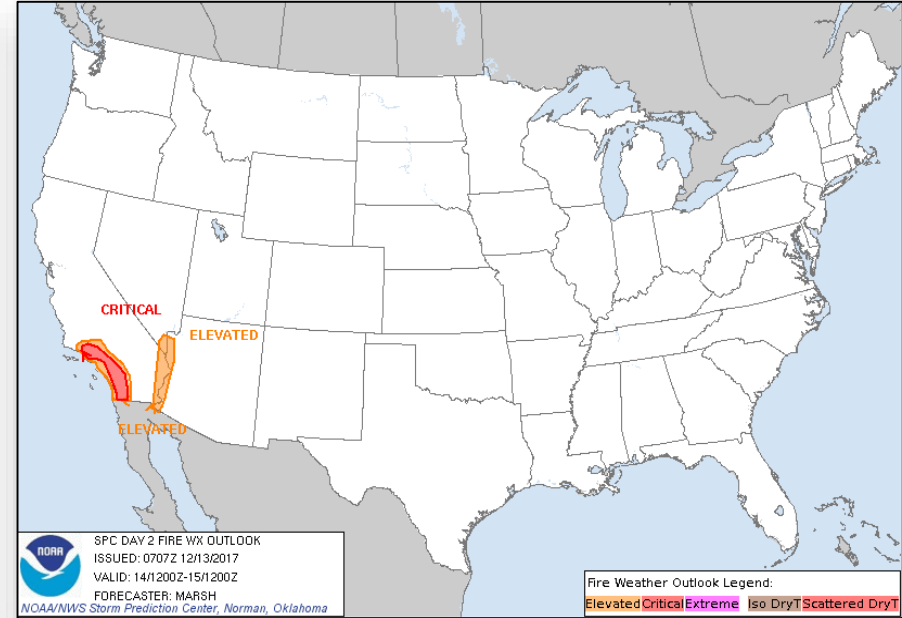 CRITICAL
ELEVATED
ELEVATED
NOAA
SPC DAY 2 FIRE WX OUTLOOK
ISSUED: 0707Z 12/13/2017
VALID: 14/1200Z-15/1200Z
FORECASTER: MARSH
NOAA/NWS Storm Prediction Center, Norman, Oklahoma
Fire Weather Outlook Legend:
Elevated Critical Extreme Iso DryT Scattered DryT